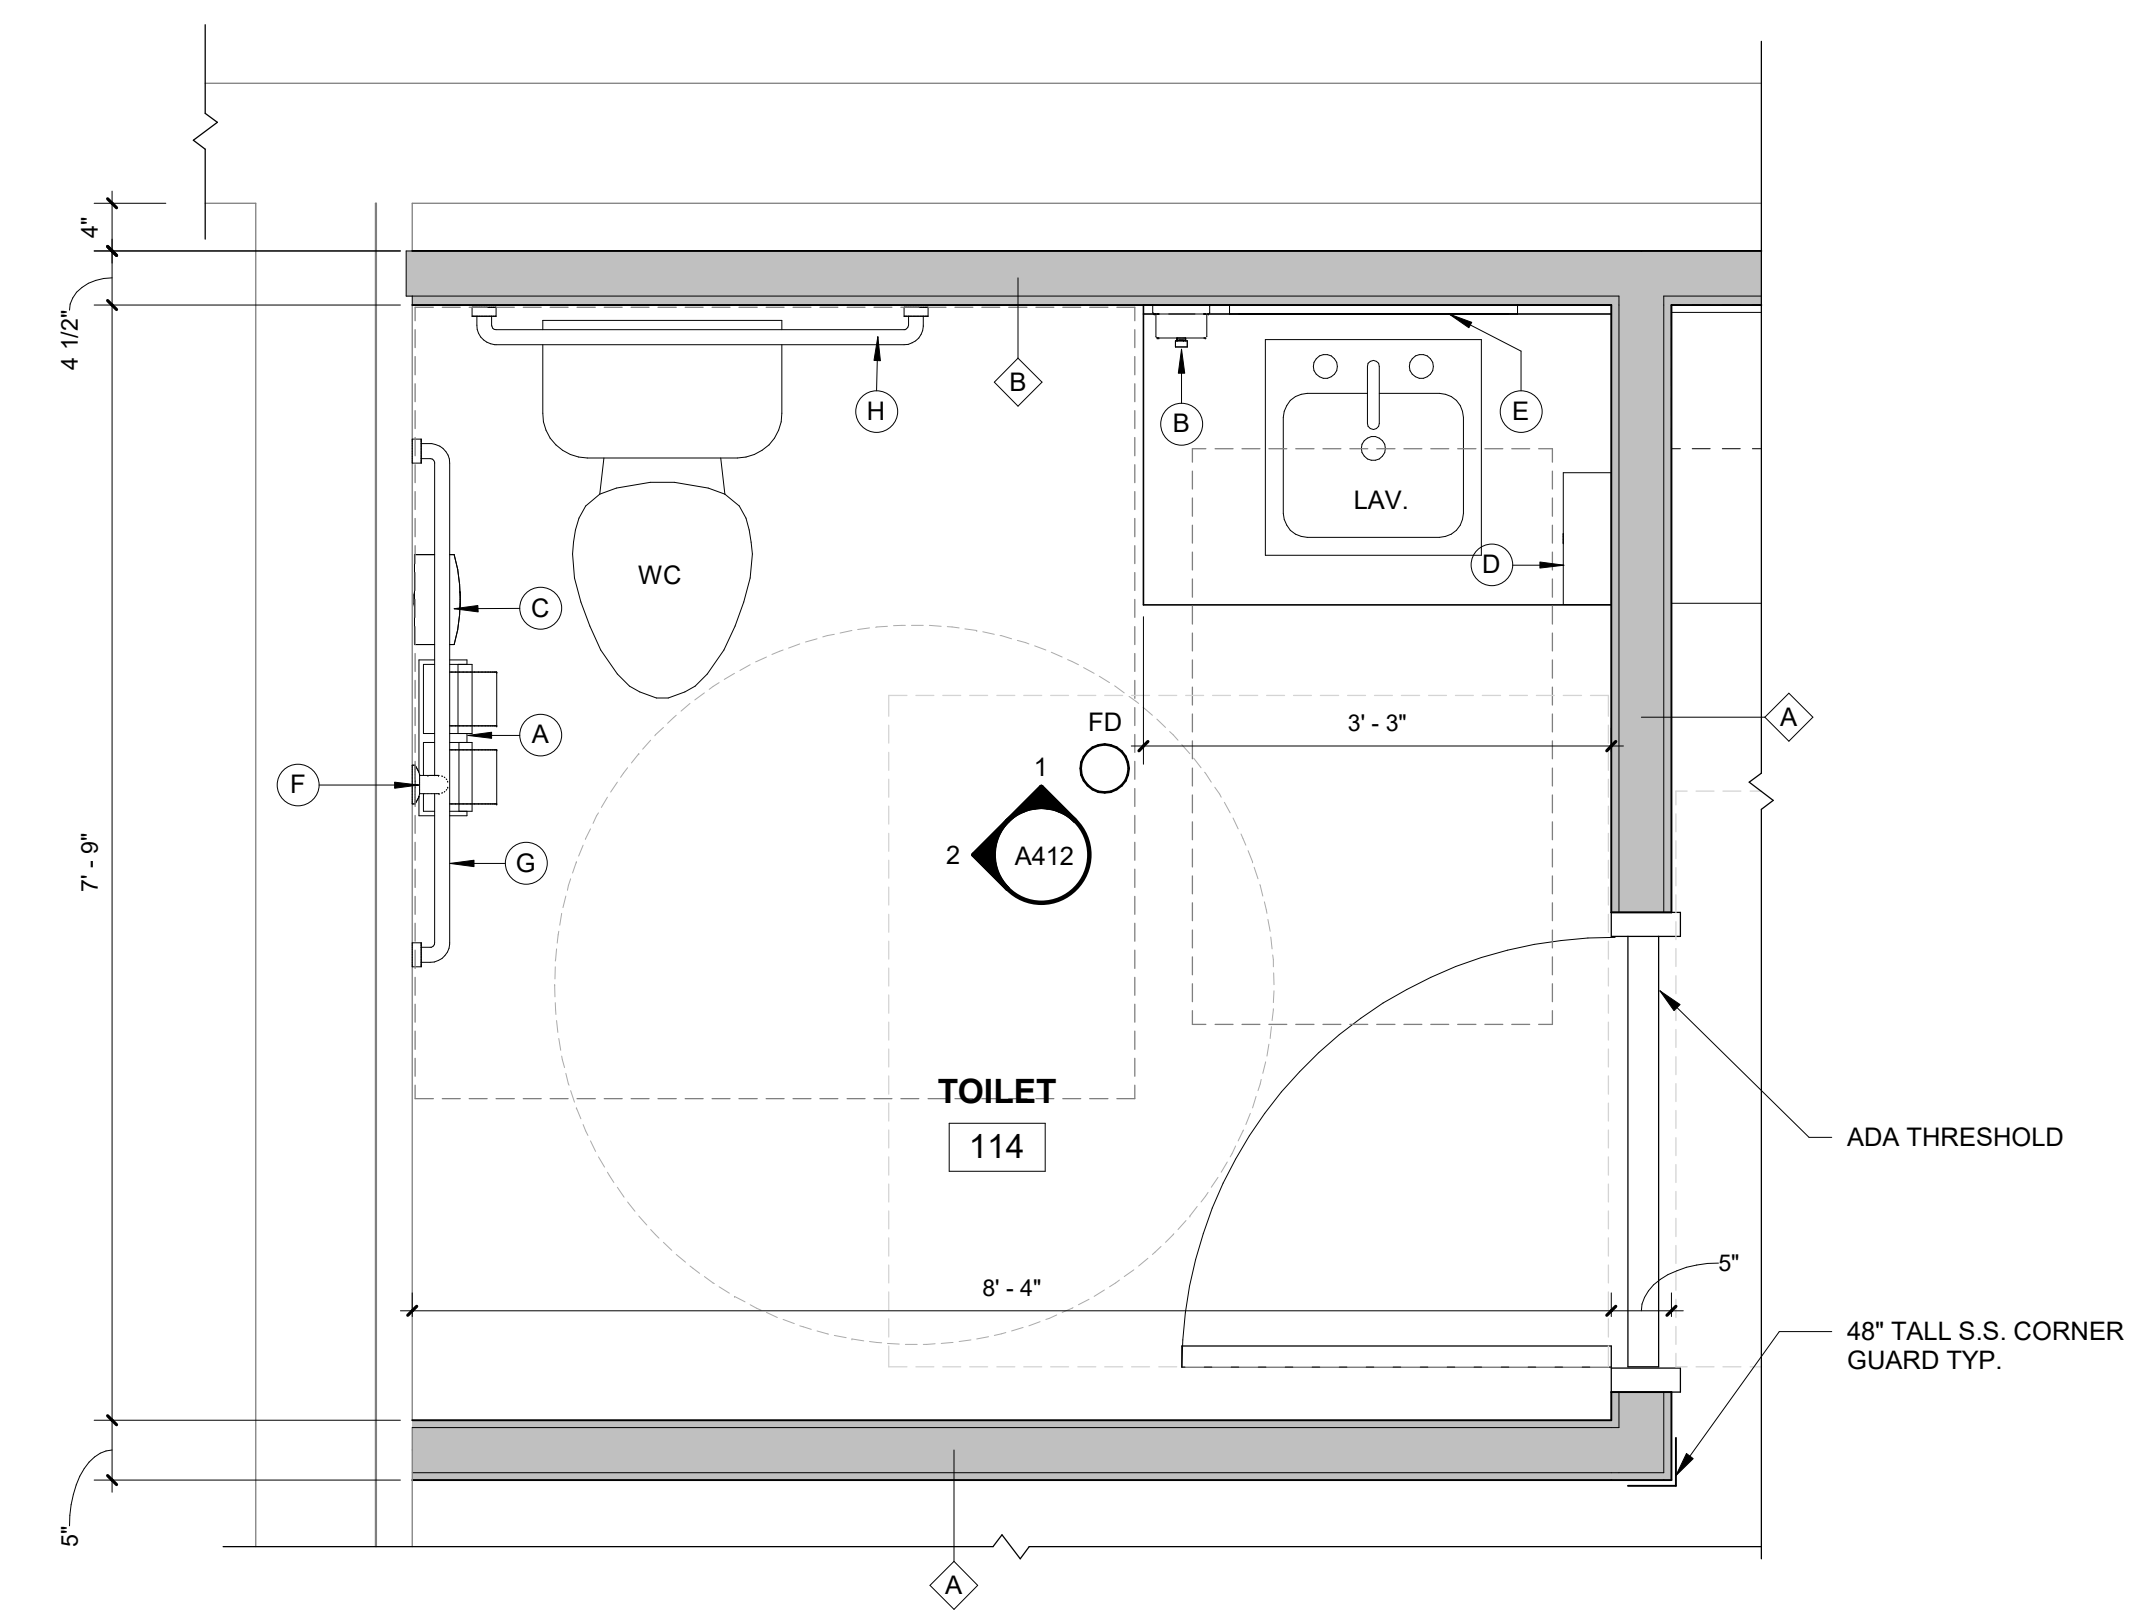 4"
4 1/2"
H
B
B
E
LAV.
D
WC
C
A
FD
3' - 3"
A
1
F
2
A412
G
7' - 9"
TOILET
114
ADA THRESHOLD
5"
8' - 4"
48" TALL S.S. CORNER
GUARD TYP.
5"
A